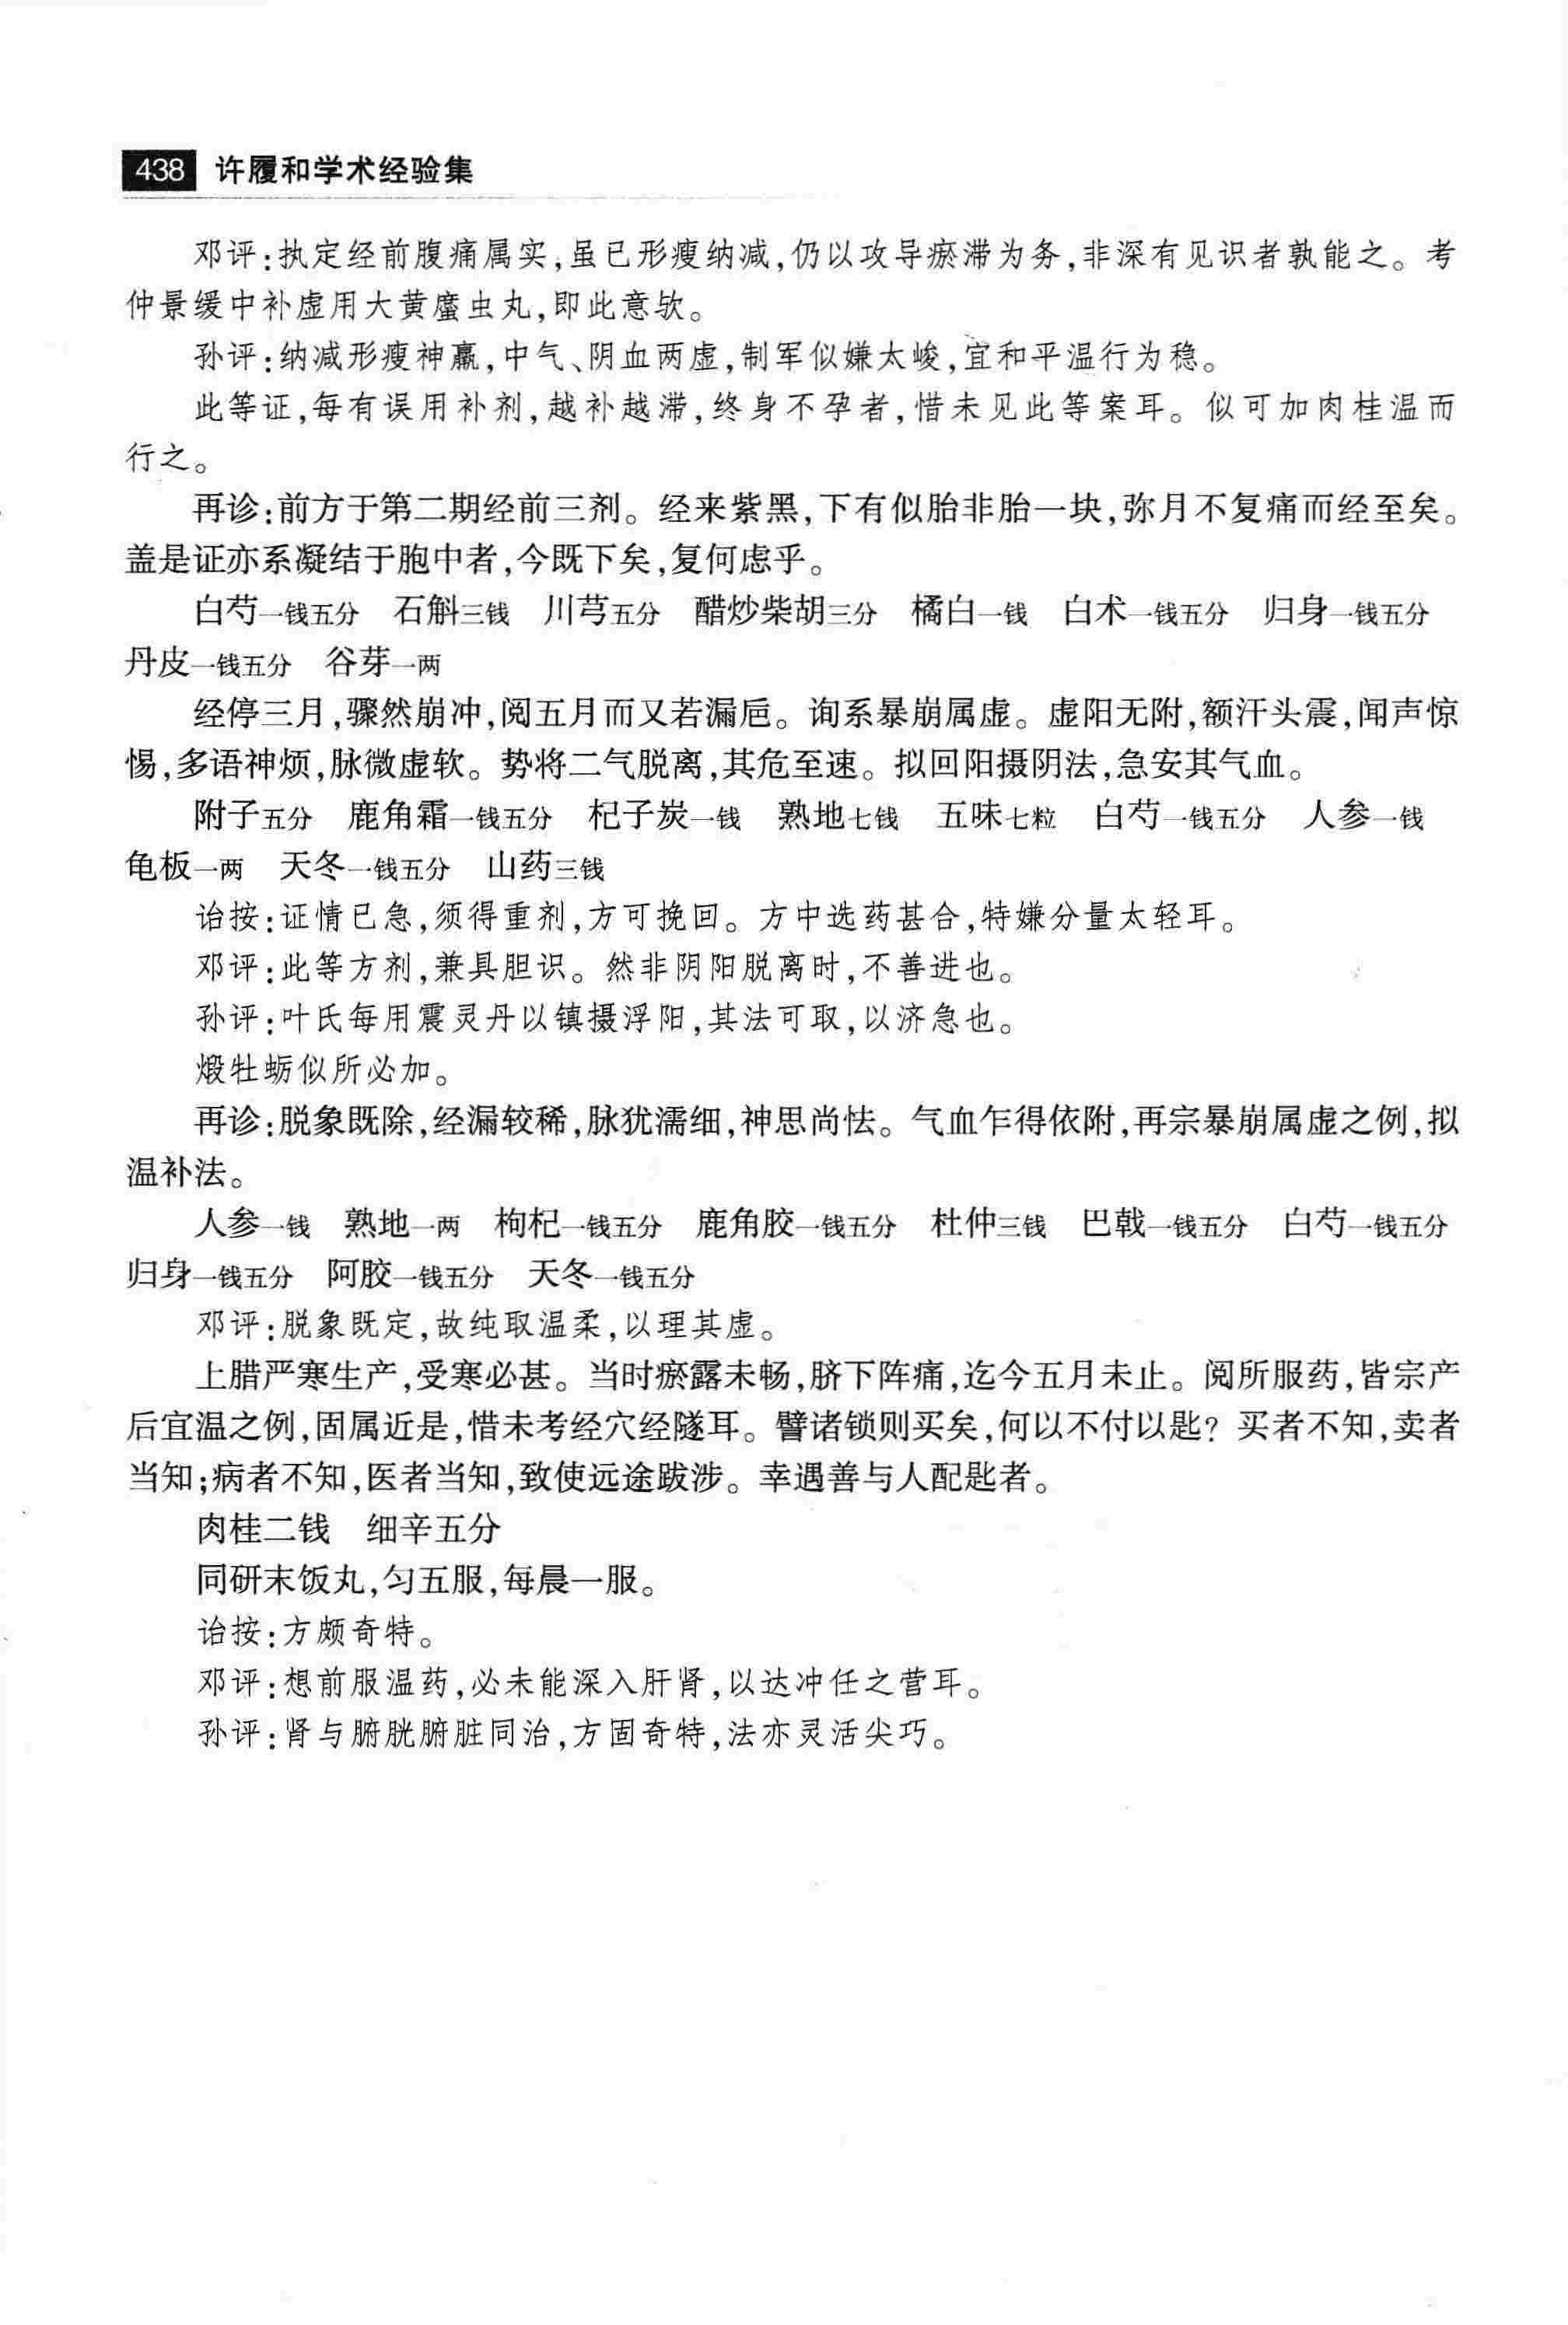 438 许履和学术经验集
邓评:执定经前腹痛属实,虽已形瘦纳减,仍以攻导瘀滞为务,非深有见识者孰能之。考
仲景缓中补虚用大黄䗪虫丸,即此意欤。
孙评:纳减形瘦神羸,中气、阴血两虚,制军似嫌太峻,宜和平温行为稳。
此等证,每有误用补剂,越补越滞,终身不孕者,惜未见此等案耳。似可加肉桂温而
行之。
再诊:前方于第二期经前三剂。经来紫黑,下有似胎非胎一块,弥月不复痛而经至矣。
盖是证亦系凝结于胞中者,今既下矣,复何虑乎。
白芍一钱五分 石斛三钱 川芎五分 醋炒柴胡三分 橘白一钱 白术一钱五分 归身一钱五分
丹皮一钱五分 谷芽一两
经停三月,骤然崩冲,阅五月而又若漏卮。询系暴崩属虚。虚阳无附,额汗头震,闻声惊
惕,多语神烦,脉微虚软。势将二气脱离,其危至速。拟回阳摄阴法,急安其气血。
附子五分 鹿角霜一钱五分 杞子炭一钱 熟地七钱 五味七粒 白芍一钱五分 人参一钱
龟板一两 天冬一钱五分 山药三钱
诒按:证情已急,须得重剂,方可挽回。方中选药甚合,特嫌分量太轻耳。
邓评:此等方剂,兼具胆识。然非阴阳脱离时,不善进也。
孙评:叶氏每用震灵丹以镇摄浮阳,其法可取,以济急也。
煅牡蛎似所必加。
再诊:脱象既除,经漏较稀,脉犹濡细,神思尚怯。气血乍得依附,再宗暴崩属虚之例,拟
温补法。
人参一钱 熟地一两 枸杞一钱五分 鹿角胶一钱五分 杜仲三钱 巴戟一钱五分 白芍一钱五分
归身一钱五分 阿胶一钱五分 天冬一钱五分
邓评:脱象既定,故纯取温柔,以理其虚。
上腊严寒生产,受寒必甚。当时瘀露未畅,脐下阵痛,迄今五月未止。阅所服药,皆宗产
后宜温之例,固属近是,惜未考经穴经隧耳。譬诸锁则买矣,何以不付以匙?买者不知,卖者
当知;病者不知,医者当知,致使远途跋涉。幸遇善与人配匙者。
肉桂二钱 细辛五分
同研末饭丸,匀五服,每晨一服。
诒按:方颇奇特。
邓评:想前服温药,必未能深入肝肾,以达冲任之营耳。
孙评:肾与腑胱腑脏同治,方固奇特,法亦灵活尖巧。